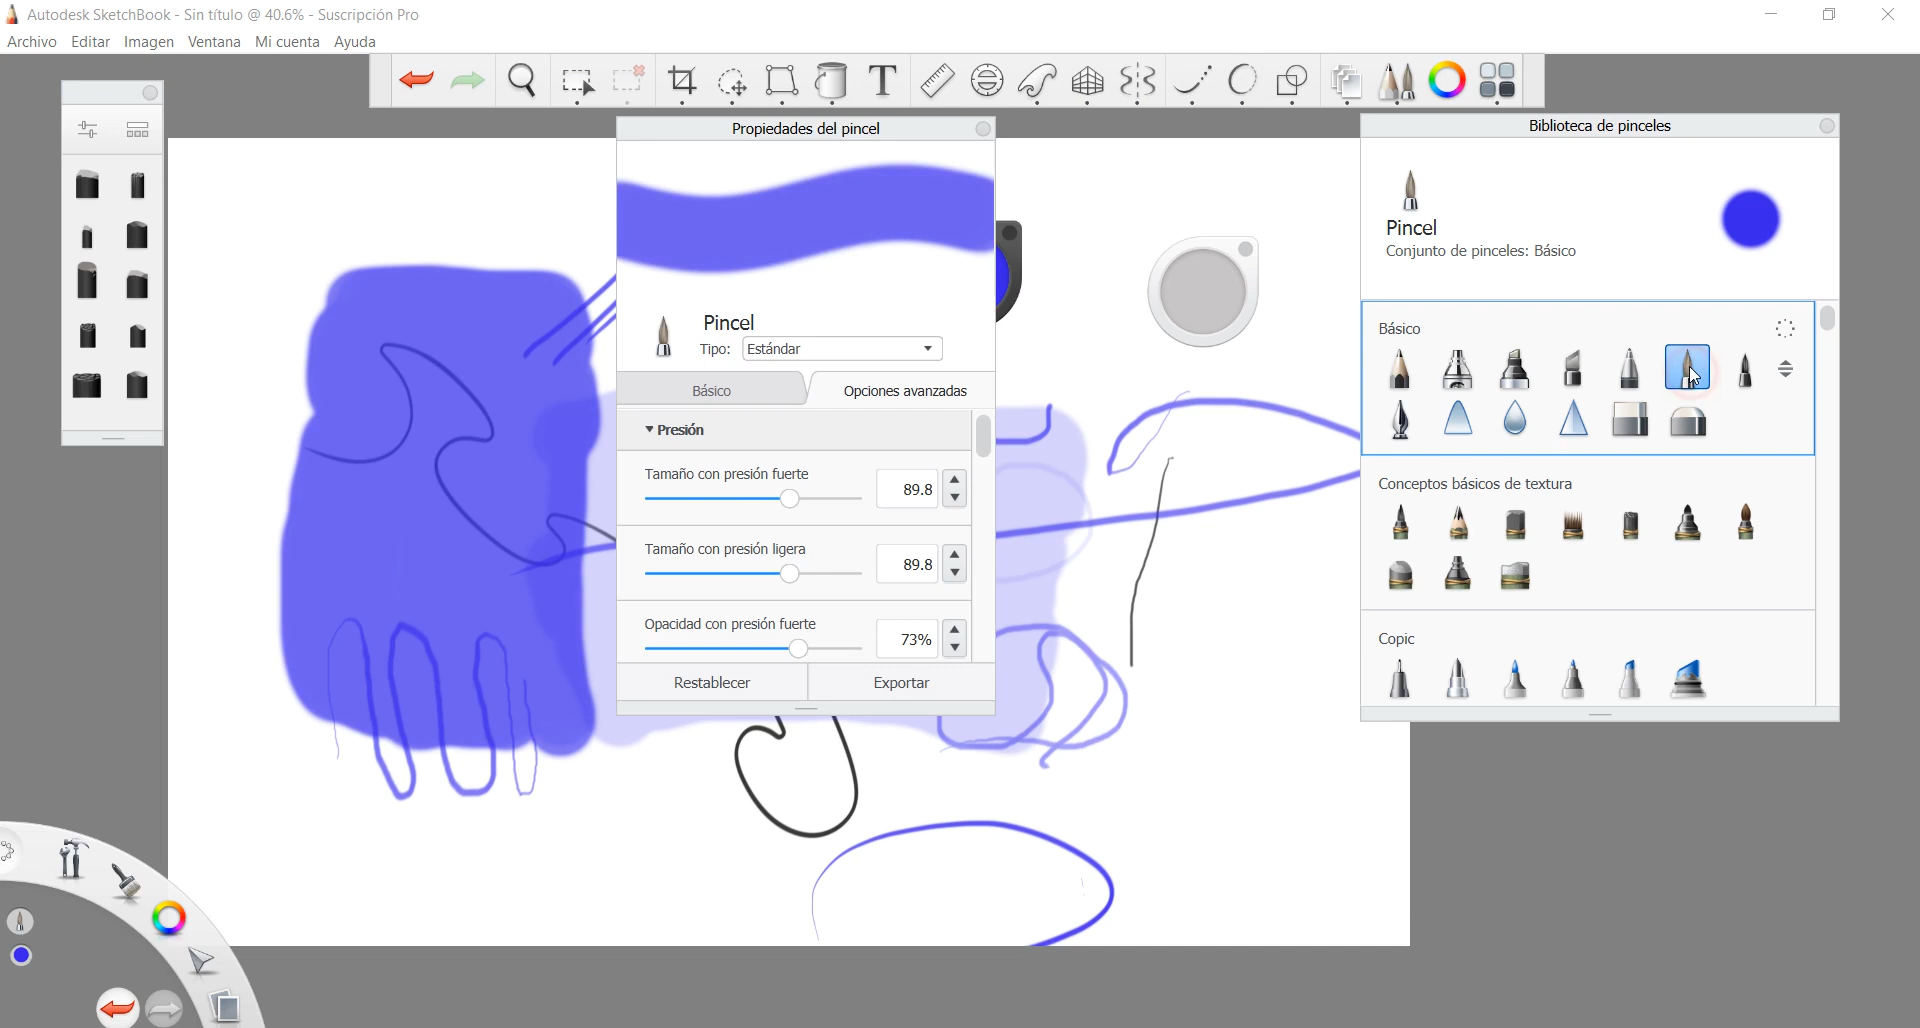 Autodesk SketchBook - Sin título @ 40.6% - Suscripción Pro
Archivo Editar Imagen Ventana Mi cuenta Ayuda
T
Propiedades del pincel
Pincel
Tipo: Estándar
Básico Opciones avanzadas
Presión
Tamaño con presión fuerte 89.8
Tamaño con presión ligera 89.8
Opacidad con presión fuerte 73%
Restablecer Exportar
Biblioteca de pinceles
Pincel
Conjunto de pinceles: Básico
Básico
Conceptos básicos de textura
Copic